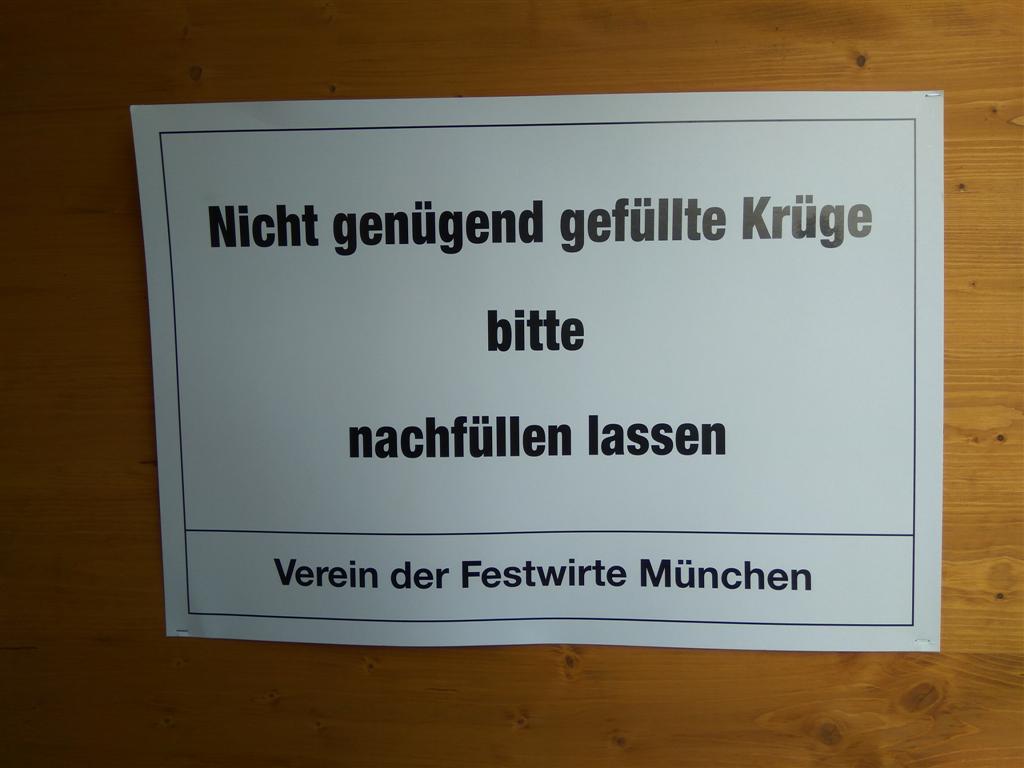 Nicht genügend gefüllte Krüge
bitte
nachfüllen lassen
Verein der Festwirte München